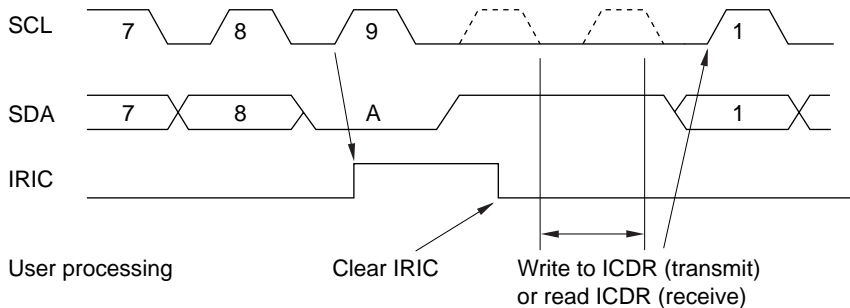 SCL 7 8 9 1
SDA 7 8 A 1
IRIC
User processing Clear IRIC Write to ICDR (transmit)
or read ICDR (receive)